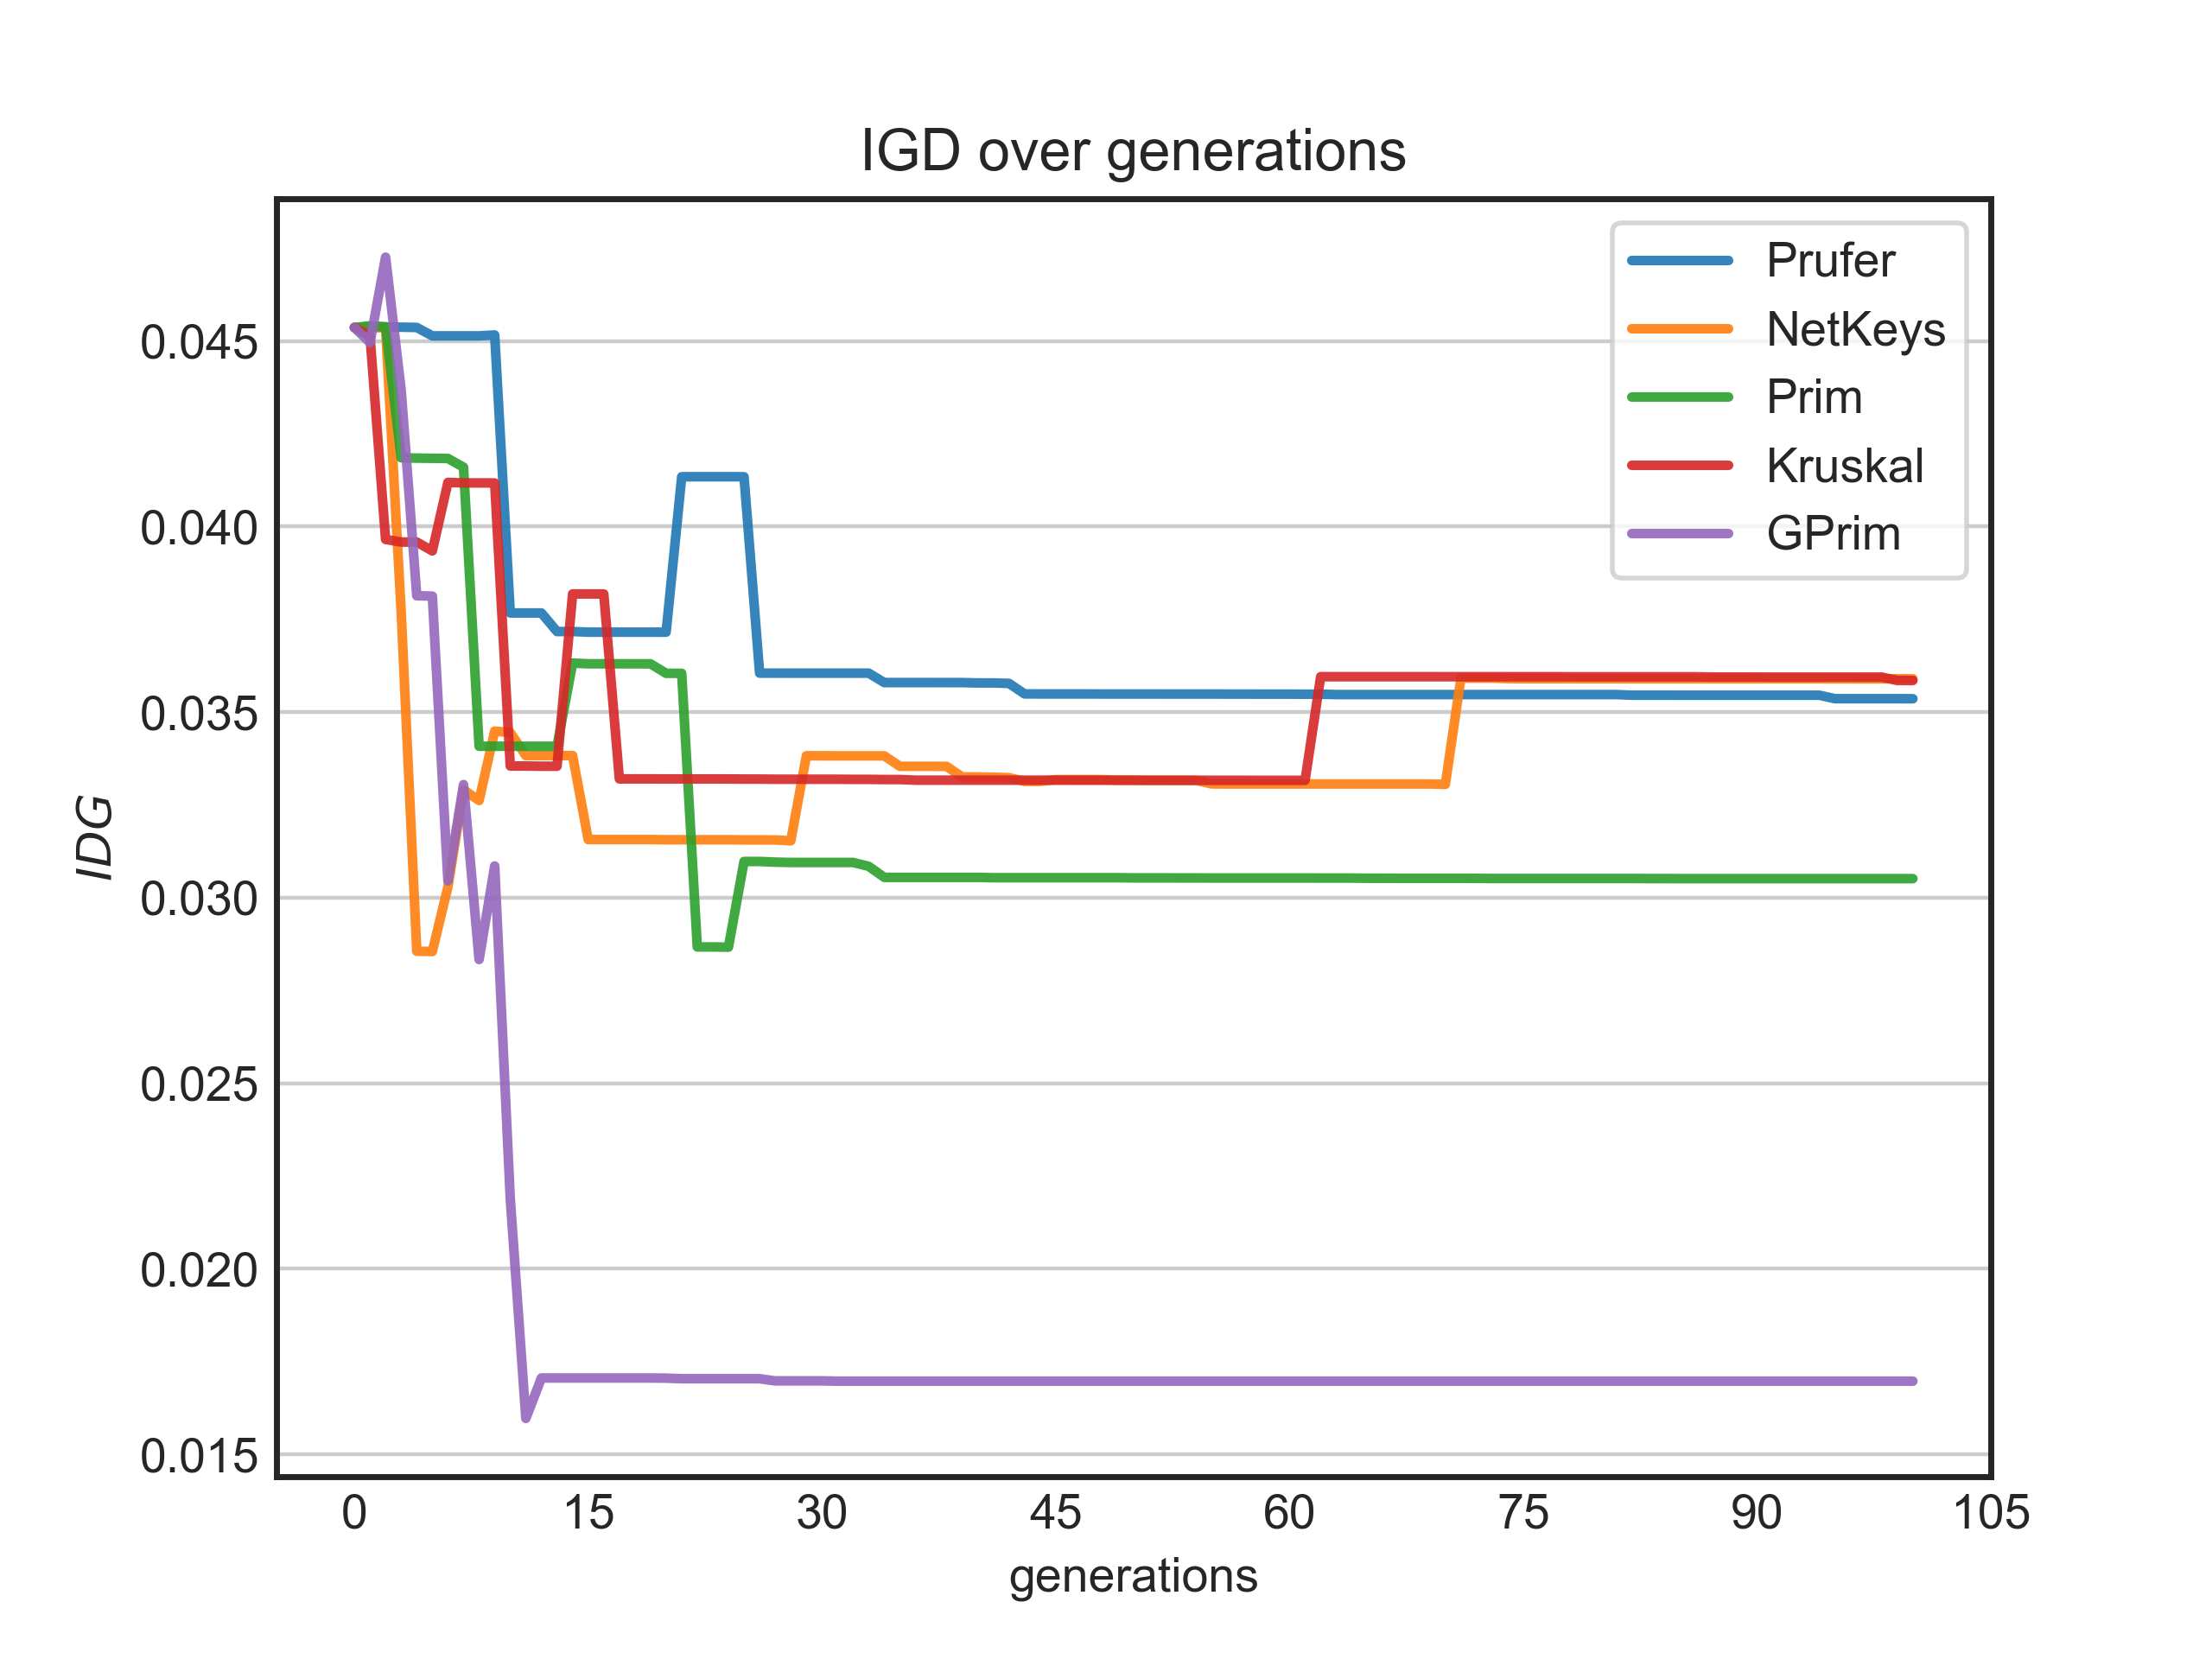 IGD over generations
IDG
0.045
0.040
0.035
0.030
0.025
0.020
0.015
0 15 30 45 60 75 90 105
generations
Prufer
NetKeys
Prim
Kruskal
GPrim